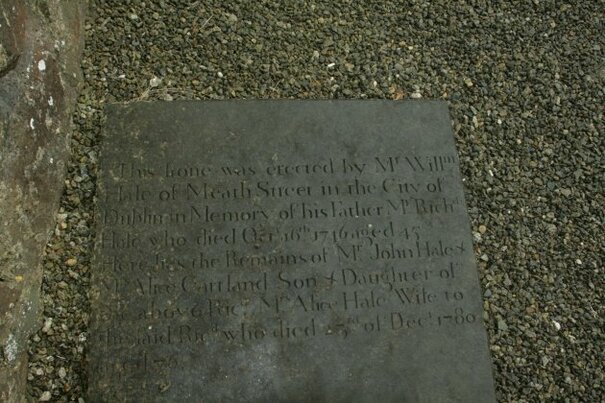 This Stone was erected by Mr Willm
Hale of Meath Street in the City of
Dublin in Memory of his Father Mr Richd
Hale who died Octr 16th 1746 aged 45
Here lies the Remains of Mr John Hale &
Mrs Alice Cartland Son & Daughter of
above Richd Mrs Alice Hale Wife to
the said Richd who died of Decr 1780
aged 76